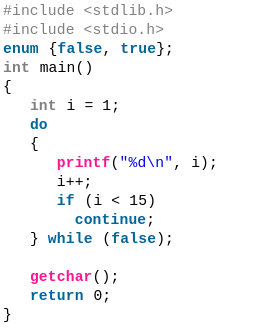 #include <stdlib.h>
#include <stdio.h>
enum {false, true};
int main()
{
   int i = 1;
   do
   {
      printf("%d\n", i);
      i++;
      if (i < 15)
        continue;
   } while (false);

   getchar();
   return 0;
}